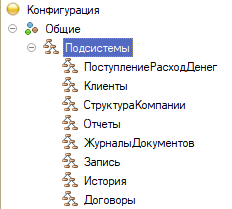 Конфигурация
Общие
Подсистемы
ПоступлениеРасходДенег
Клиенты
СтруктураКомпании
Отчеты
ЖурналыДокументов
Запись
История
Договоры